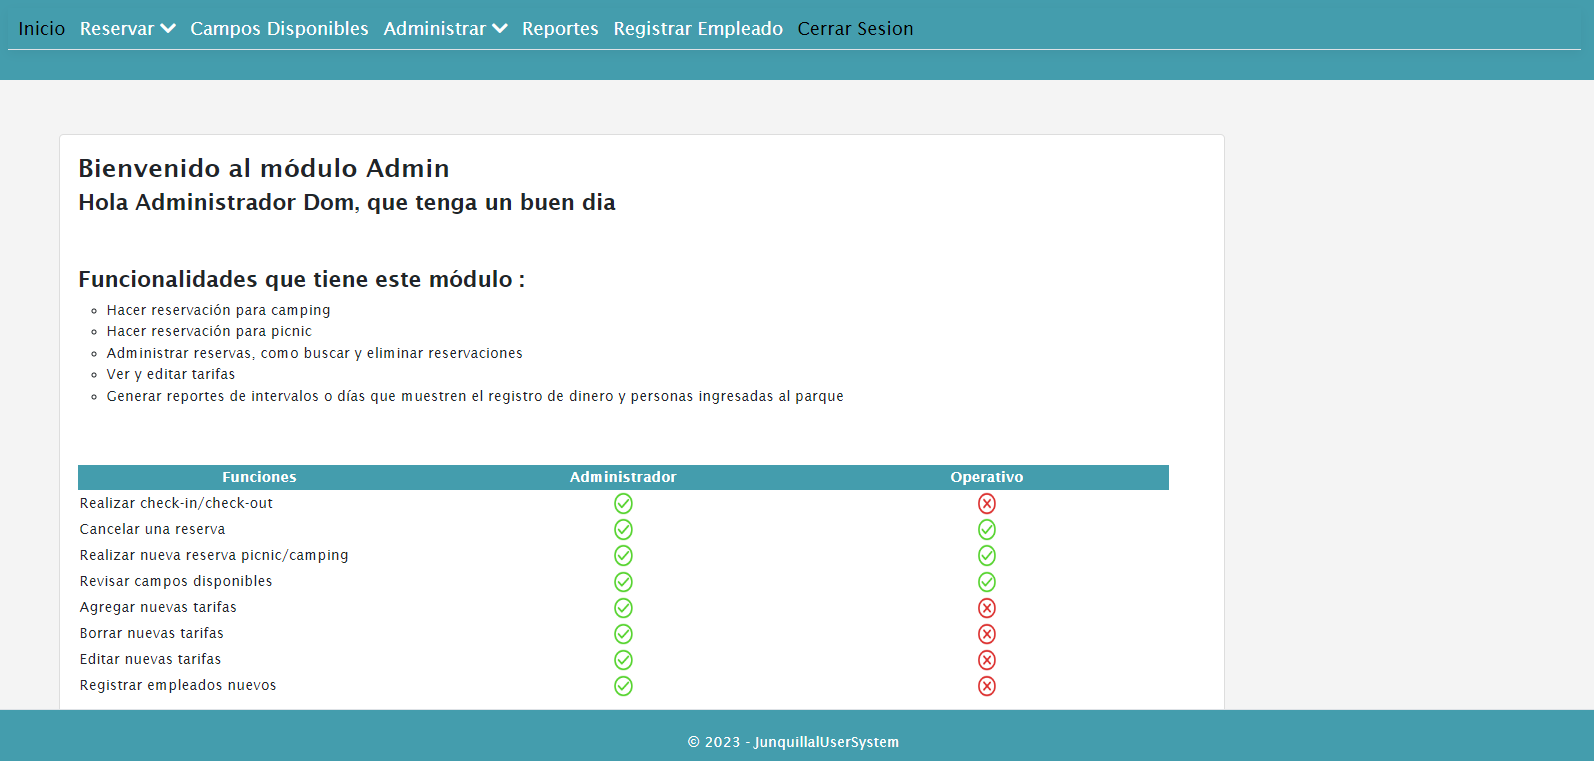 Inicio Reservar Campos Disponibles Administrar Reportes Registrar Empleado Cerrar Sesion
Bienvenido al módulo Admin
Hola Administrador Dom, que tenga un buen dia
Funcionalidades que tiene este módulo :
Hacer reservación para camping
Hacer reservación para picnic
Administrar reservas, como buscar y eliminar reservaciones
Ver y editar tarifas
Generar reportes de intervalos o días que muestren el registro de dinero y personas ingresadas al parque
Funciones Administrador Operativo
Realizar check-in/check-out
Cancelar una reserva
Realizar nueva reserva picnic/camping
Revisar campos disponibles
Agregar nuevas tarifas
Borrar nuevas tarifas
Editar nuevas tarifas
Registrar empleados nuevos
© 2023 - JunquillalUserSystem